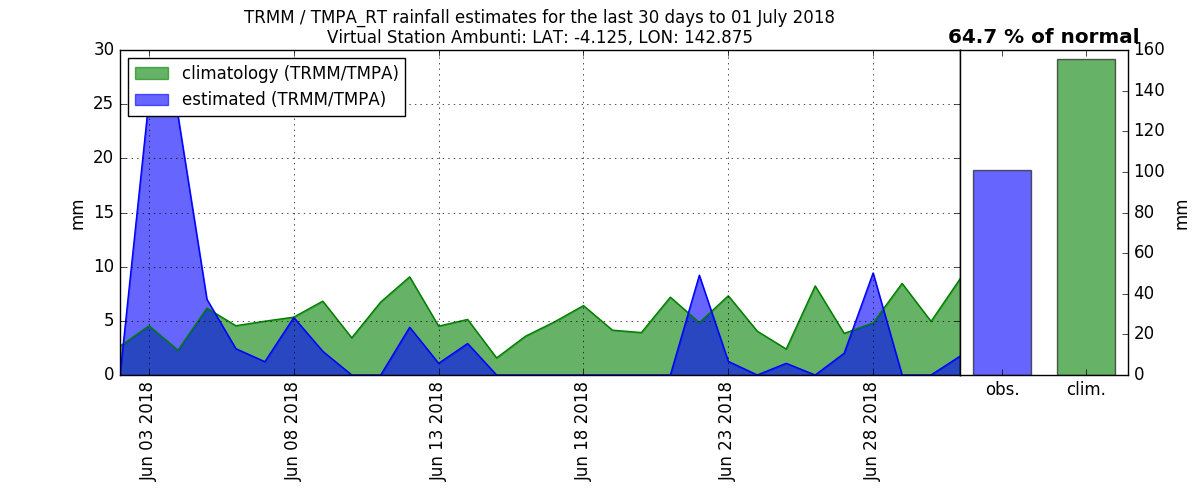 TRMM / TMPA_RT rainfall estimates for the last 30 days to 01 July 2018
Virtual Station Ambunti: LAT: -4.125, LON: 142.875
64.7 % of normal
climatology (TRMM/TMPA)
estimated (TRMM/TMPA)
30
25
20
15
10
5
0
mm
Jun 03 2018
Jun 08 2018
Jun 13 2018
Jun 18 2018
Jun 23 2018
Jun 28 2018
160
140
120
100
80
60
40
20
0
mm
obs.
clim.